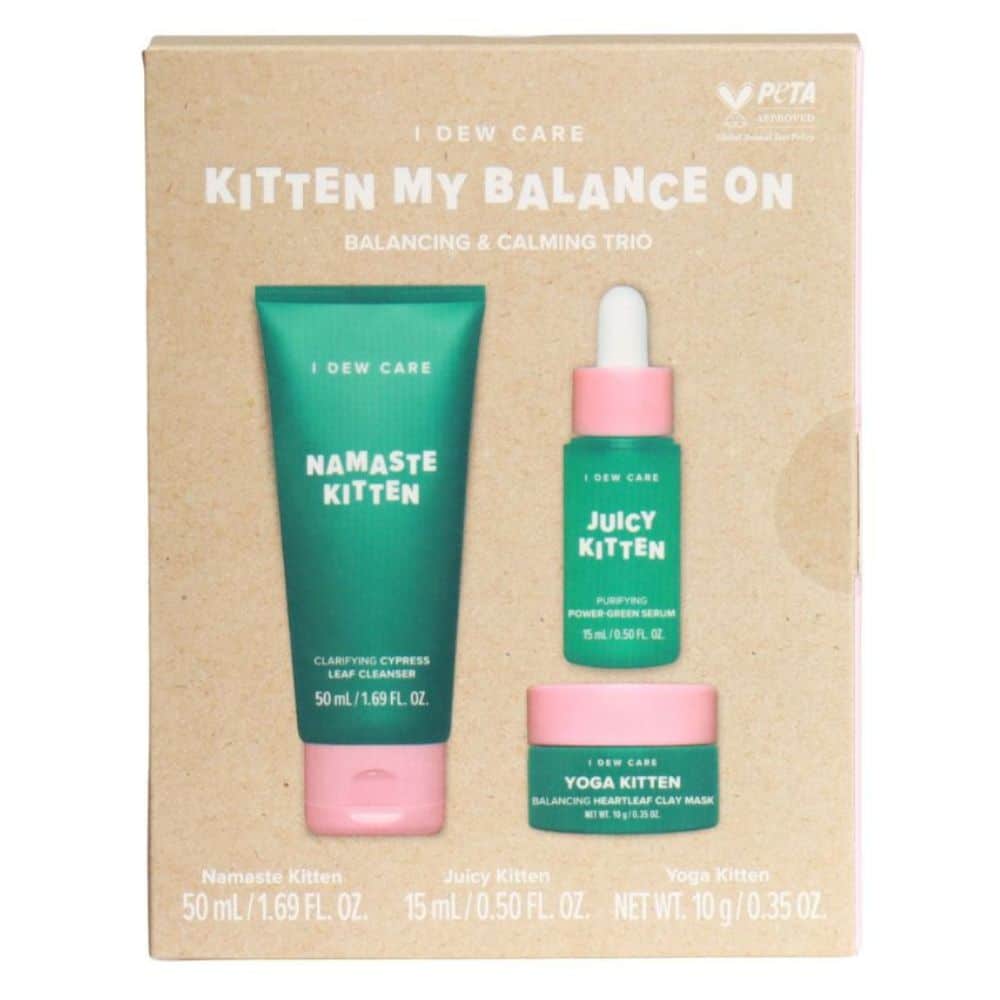 PETA
APPROVED
Global Animal Test Policy
I DEW CARE
KITTEN MY BALANCE ON
BALANCING & CALMING TRIO
I DEW CARE
NAMASTE
KITTEN
CLARIFYING CYPRESS
LEAF CLEANSER
50 mL/1.69 FL. OZ.
I DEW CARE
JUICY
KITTEN
PURIFYING
POWER-GREEN SERUM
15 mL/0.50 FL. OZ.
I DEW CARE
YOGA KITTEN
BALANCING HEARTLEAF CLAY MASK
NET WT. 10 g/0.35 OZ.
Namaste Kitten
50 mL/1.69 FL. OZ.
Juicy Kitten
15 mL/0.50 FL. OZ.
Yoga Kitten
NET WT. 10 g/0.35 OZ.